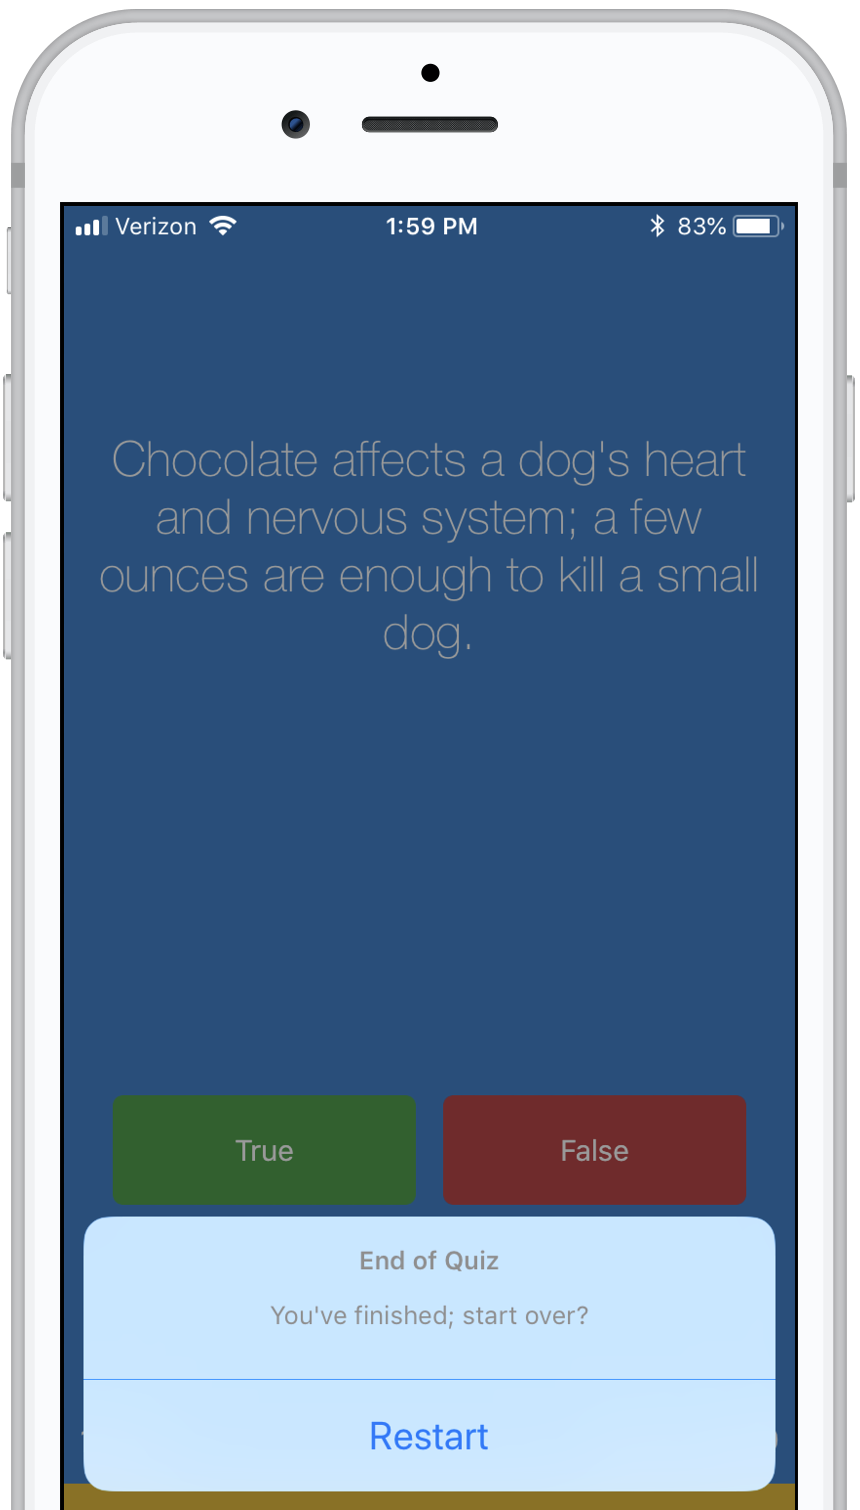 Verizon 1:59 PM 83%
Chocolate affects a dog's heart
and nervous system; a few
ounces are enough to kill a small
dog.
True False
End of Quiz
You've finished; start over?
Restart